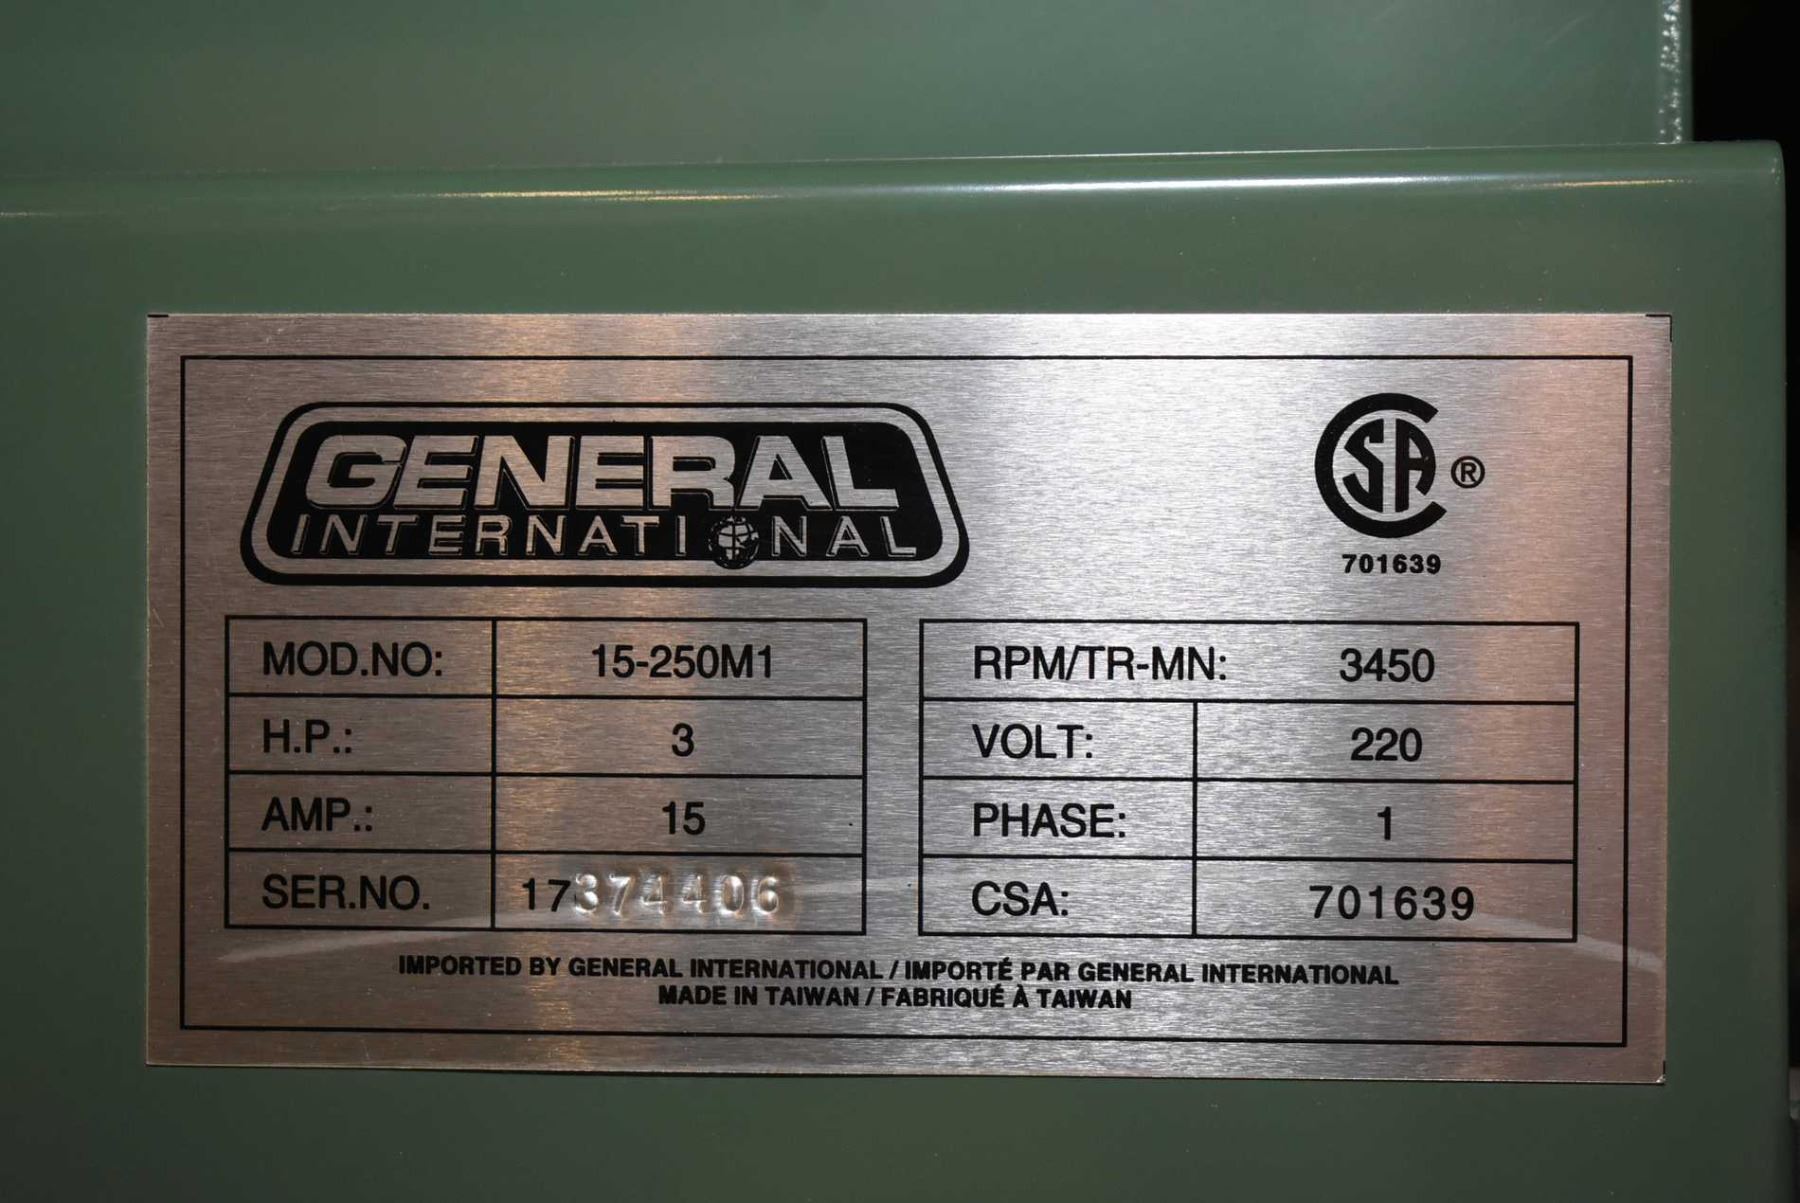 GENERAL
INTERNATIONAL
CSA ®
701639
MOD.NO: 15-250M1
H.P.: 3
AMP.: 15
SER.NO. 17374406
RPM/TR-MN: 3450
VOLT: 220
PHASE: 1
CSA: 701639
IMPORTED BY GENERAL INTERNATIONAL / IMPORTÉ PAR GENERAL INTERNATIONAL
MADE IN TAIWAN / FABRIQUÉ À TAIWAN